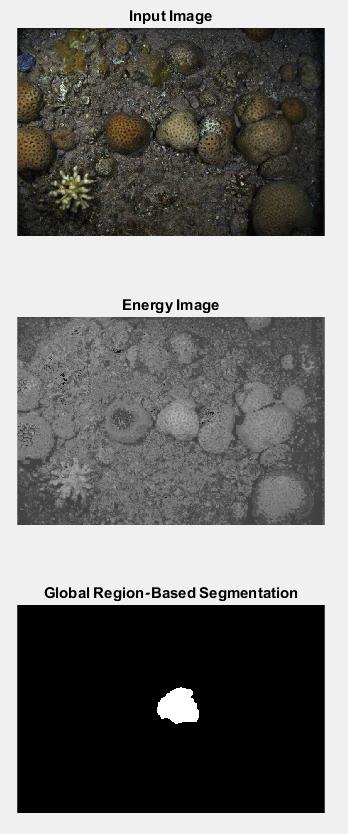 Input Image
Energy Image
Global Region-Based Segmentation